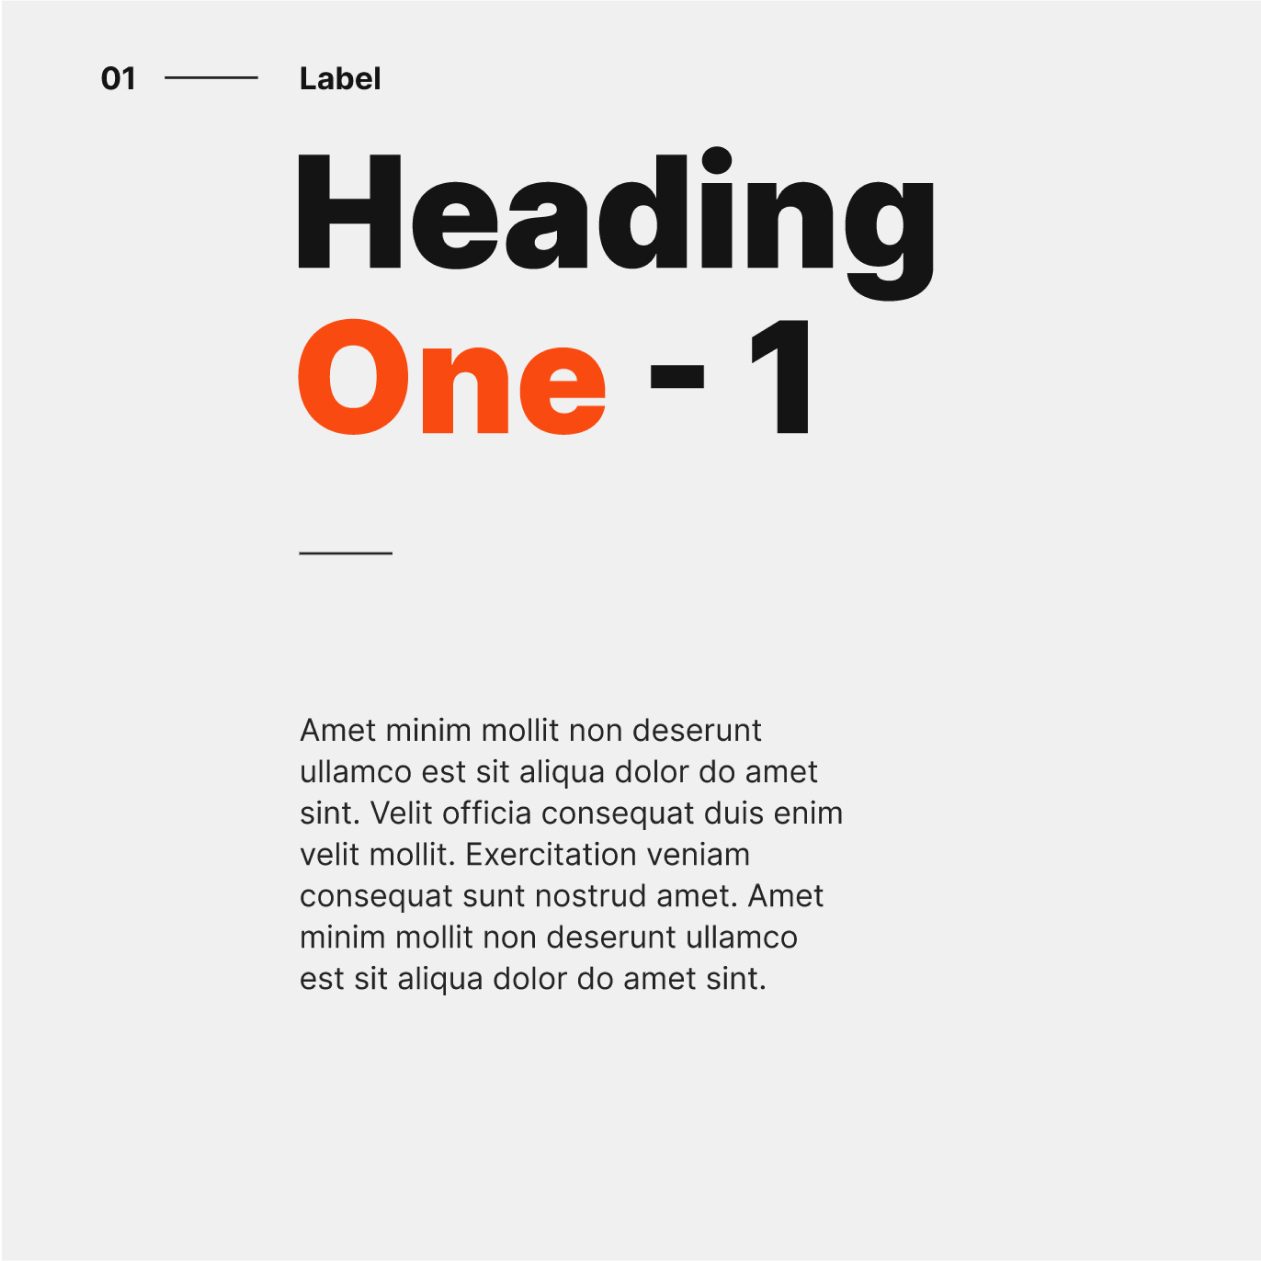 01 Label
Heading
One - 1
Amet minim mollit non deserunt
ullamco est sit aliqua dolor do amet
sint. Velit officia consequat duis enim
velit mollit. Exercitation veniam
consequat sunt nostrud amet. Amet
minim mollit non deserunt ullamco
est sit aliqua dolor do amet sint.